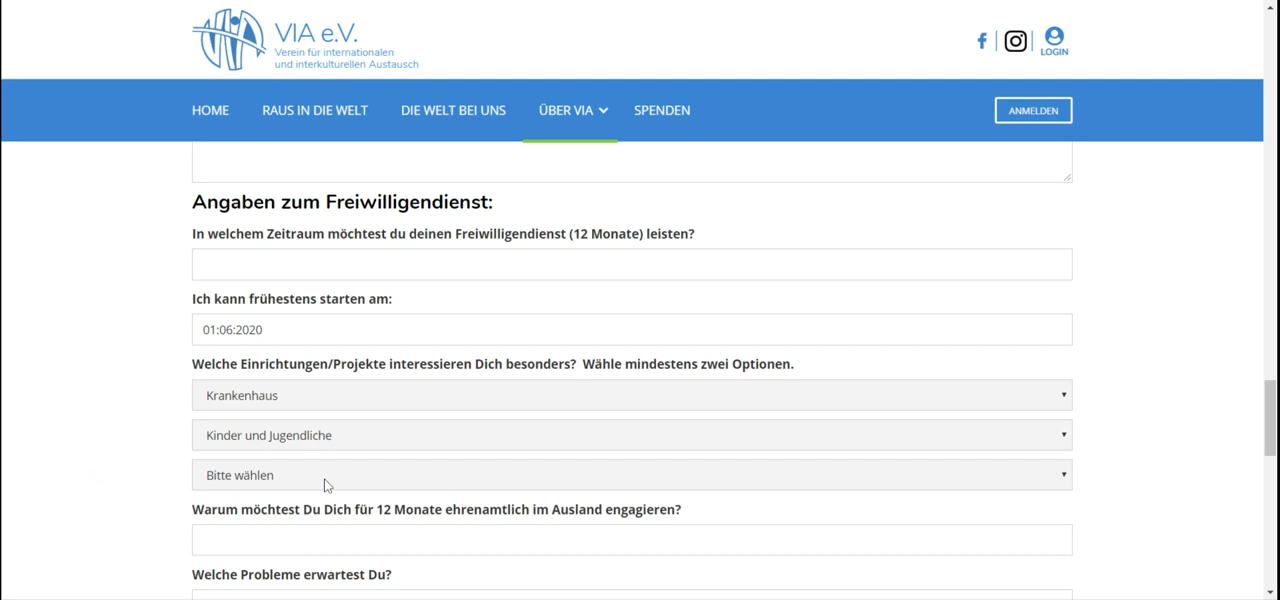 VIA e.V.
Verein für internationalen
und interkulturellen Austausch
LOGIN
HOME
RAUS IN DIE WELT
DIE WELT BEI UNS
ÜBER VIA
SPENDEN
ANMELDEN
Angaben zum Freiwilligendienst:
In welchem Zeitraum möchtest du deinen Freiwilligendienst (12 Monate) leisten?
Ich kann frühestens starten am:
01:06:2020
Welche Einrichtungen/Projekte interessieren Dich besonders? Wähle mindestens zwei Optionen.
Krankenhaus
Kinder und Jugendliche
Bitte wählen
Warum möchtest Du Dich für 12 Monate ehrenamtlich im Ausland engagieren?
Welche Probleme erwartest Du?